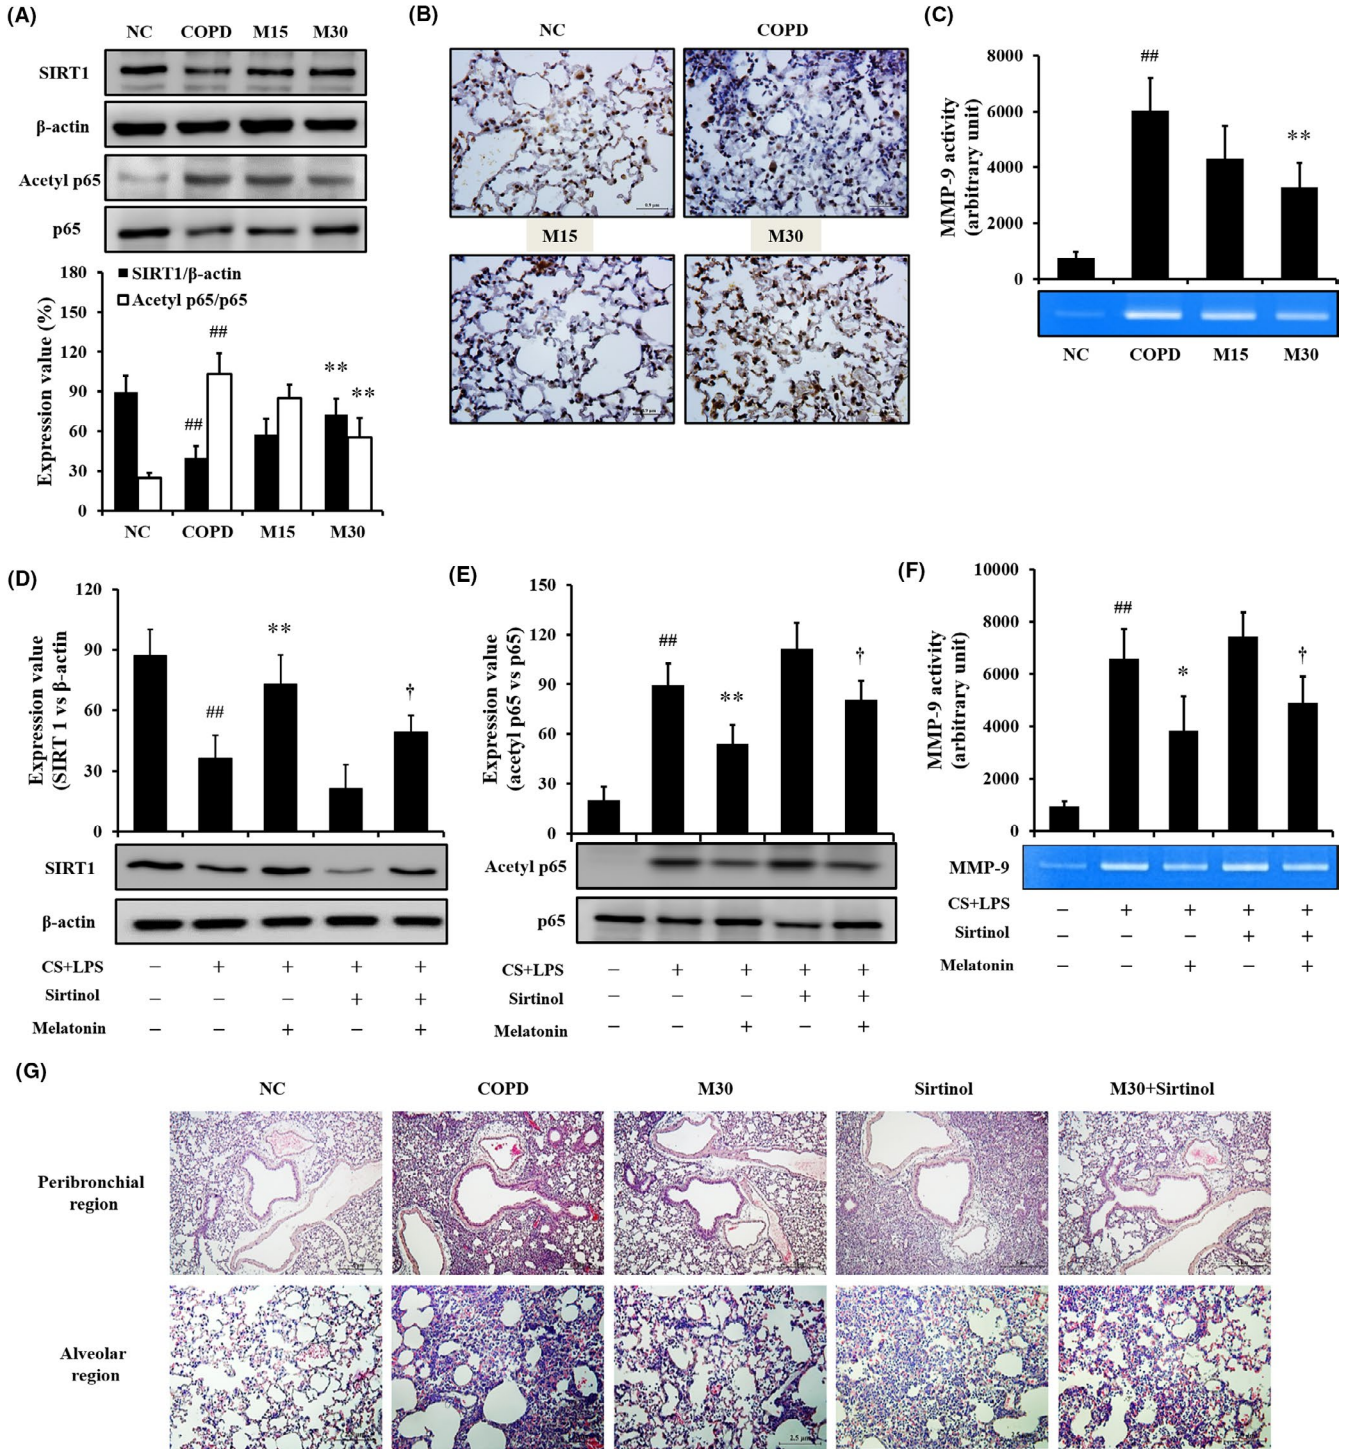 (A)
NC COPD M15 M30
SIRT1
β-actin
Acetyl p65
p65
180
150
120
90
60
30
0
Expression value (%)
SIRT1/β-actin
Acetyl p65/p65
##
##
**
**
NC COPD M15 M30
(B)
NC COPD
M15 M30
(C)
8000
6000
4000
2000
0
MMP-9 activity
(arbitrary unit)
##
**
NC COPD M15 M30
(D)
120
90
60
30
0
Expression value
(SIRT 1 vs β-actin
##
**
†
SIRT1
β-actin
CS+LPS − + + + +
Sirtinol − − − + +
Melatonin − − + − +
(E)
150
120
90
60
30
0
Expression value
(acetyl p65 vs p65)
##
**
†
Acetyl p65
p65
CS+LPS − + + + +
Sirtinol − − − + +
Melatonin − − + − +
(F)
10000
8000
6000
4000
2000
0
MMP-9 activity
(arbitrary unit)
##
*
†
MMP-9
CS+LPS − + + + +
Sirtinol − − − + +
Melatonin − − + − +
(G)
NC COPD M30 Sirtinol M30+Sirtinol
Peribronchial
region
Alveolar
region
2.5 μm